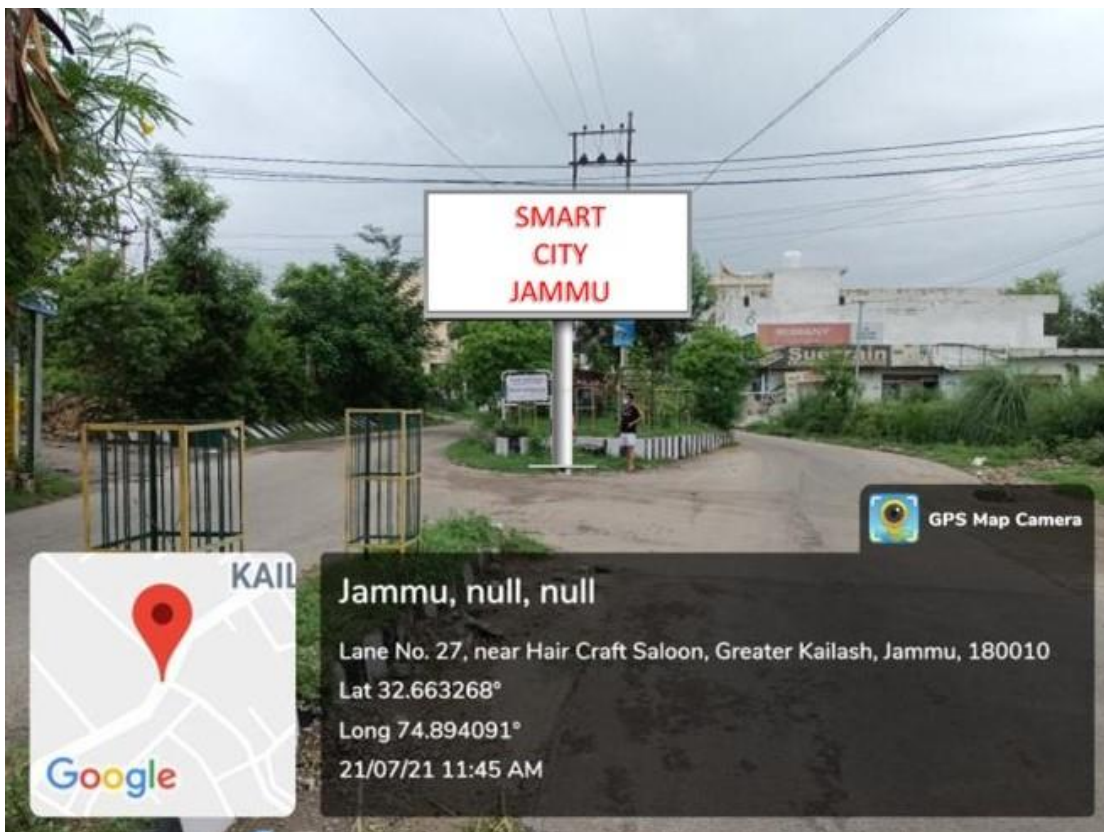 SMART
CITY
JAMMU
GPS Map Camera
KAIL
Google
Jammu, null, null
Lane No. 27, near Hair Craft Saloon, Greater Kailash, Jammu, 180010
Lat 32.663268°
Long 74.894091°
21/07/21 11:45 AM